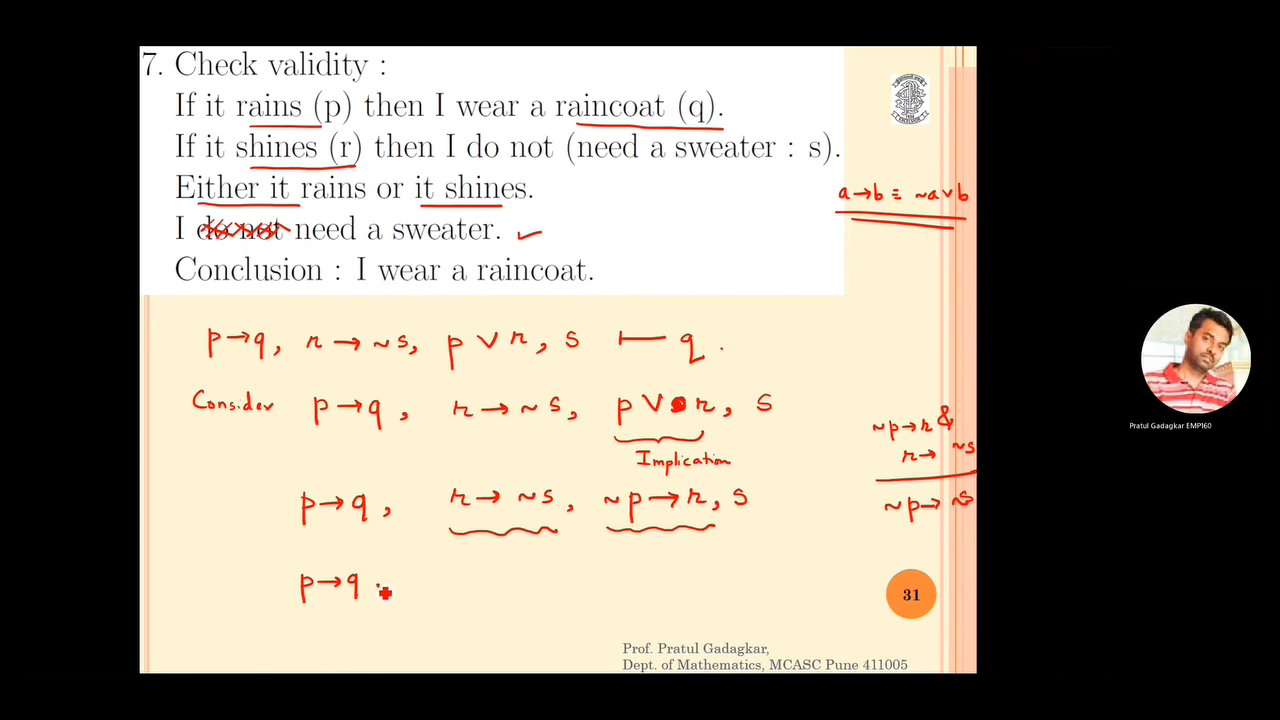 7. Check validity :
If it rains (p) then I wear a raincoat (q).
If it shines (r) then I do not (need a sweater : s).
Either it rains or it shines.
a→b ≡ ~a∨b
I do not need a sweater. ✓
Conclusion : I wear a raincoat.
p→q, r→~s, p∨r, s ⊢ q.
Consider p→q, r→~s, p∨r, s
Implication
~p→r &
r→ ~s
~p→ ~s
p→q, r→~s, ~p→r, s
p→q
31
Prof. Pratul Gadagkar,
Dept. of Mathematics, MCASC Pune 411005
Pratul Gadagkar EMP160